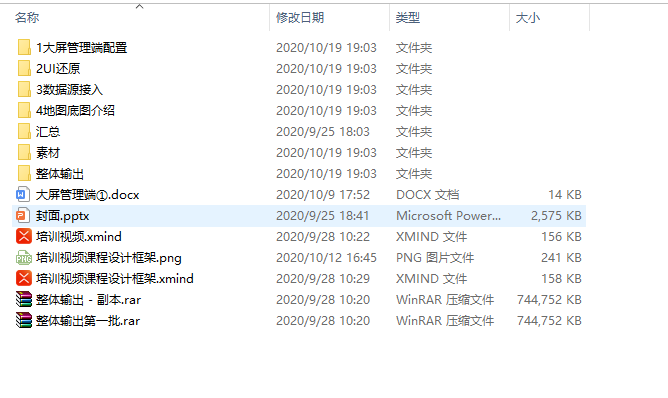 名称 修改日期 类型 大小
1大屏管理端配置 2020/10/19 19:03 文件夹
2UI还原 2020/10/19 19:03 文件夹
3数据源接入 2020/10/19 19:03 文件夹
4地图底图介绍 2020/10/19 19:03 文件夹
汇总 2020/9/25 18:03 文件夹
素材 2020/10/19 19:03 文件夹
整体输出 2020/10/19 19:03 文件夹
大屏管理端①.docx 2020/10/9 17:52 DOCX 文档 14 KB
封面.pptx 2020/9/25 18:41 Microsoft Power... 2,575 KB
培训视频.xmind 2020/9/28 10:22 XMIND 文件 156 KB
培训视频课程设计框架.png 2020/10/12 16:45 PNG 图片文件 241 KB
培训视频课程设计框架.xmind 2020/9/28 10:29 XMIND 文件 158 KB
整体输出 - 副本.rar 2020/9/28 10:20 WinRAR 压缩文件 744,752 KB
整体输出第一批.rar 2020/9/28 10:20 WinRAR 压缩文件 744,752 KB